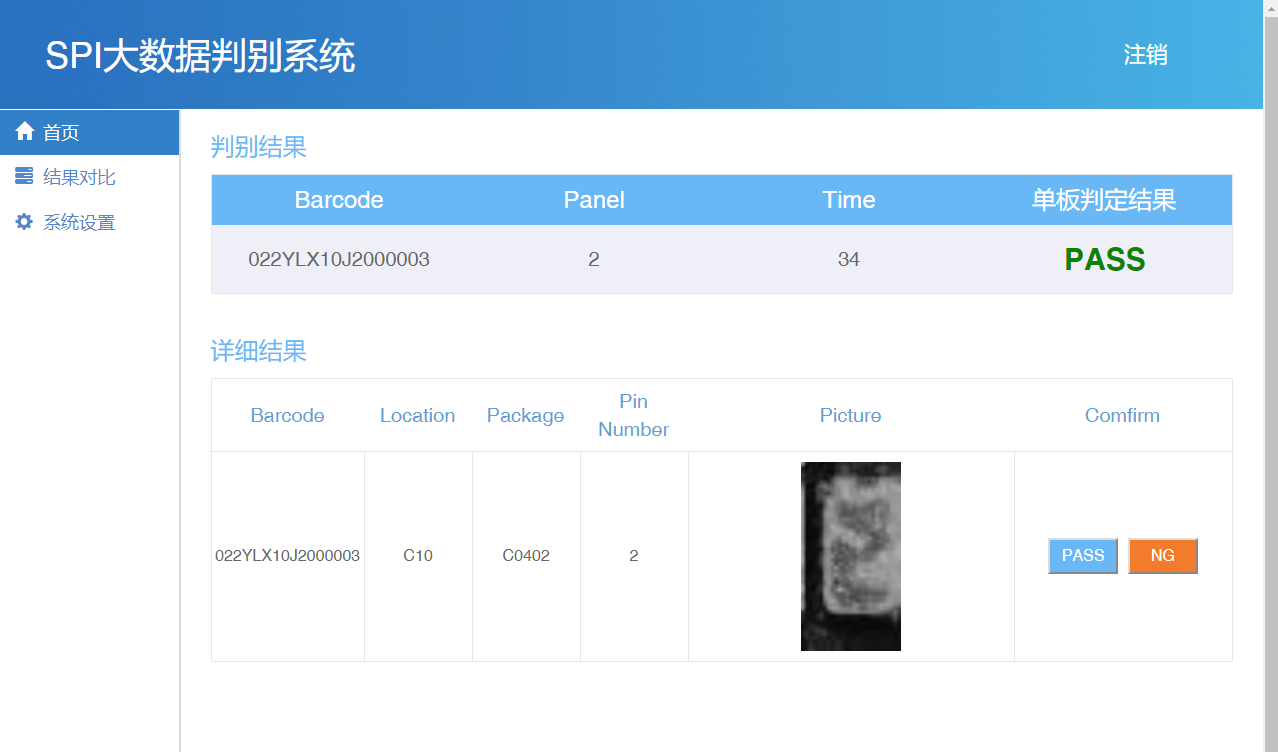 SPI大数据判别系统
注销
首页
结果对比
系统设置
判别结果
Barcode Panel Time 单板判定结果
022YLX10J2000003 2 34 PASS
详细结果
Barcode Location Package Pin Number Picture Comfirm
022YLX10J2000003 C10 C0402 2 PASS NG